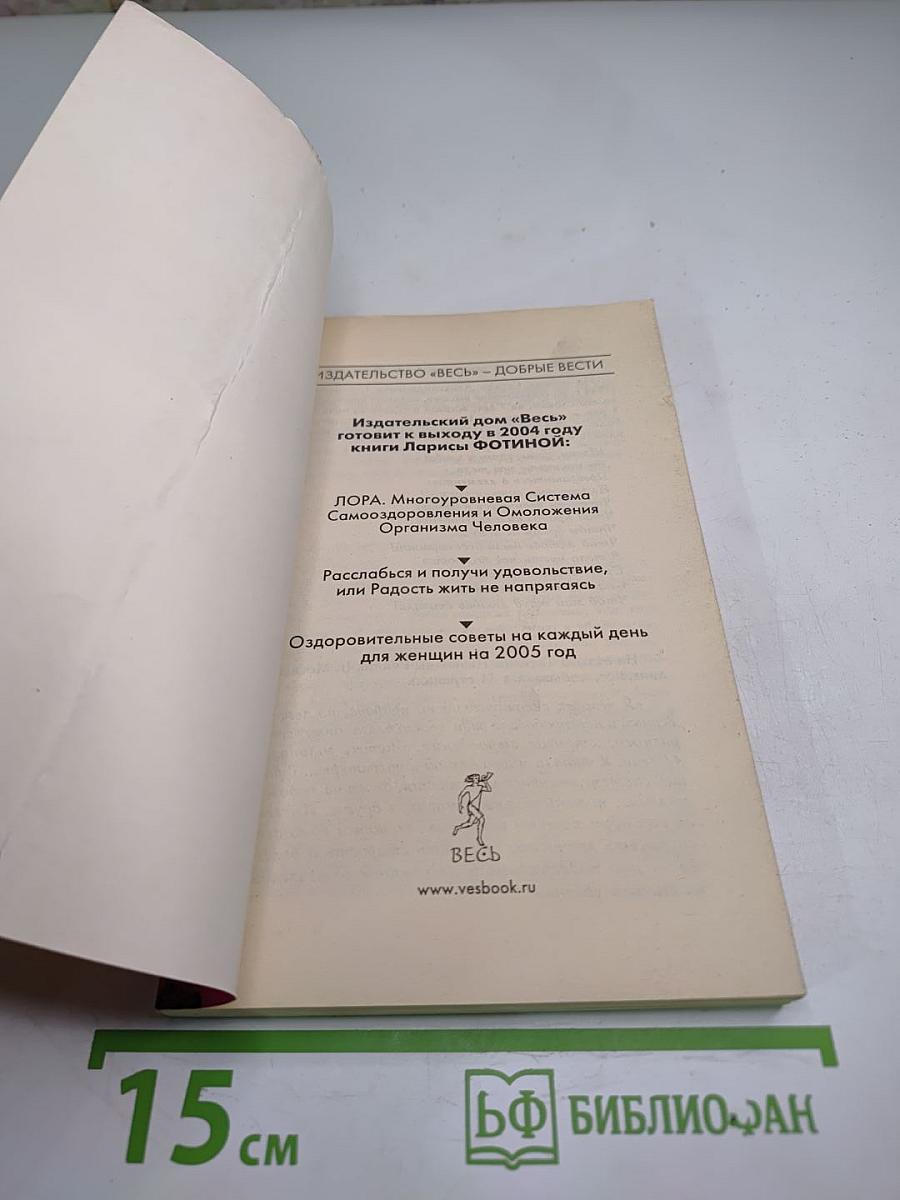 ИЗДАТЕЛЬСТВО «ВЕСЬ» – ДОБРЫЕ ВЕСТИ
Издательский дом «Весь»
готовит к выходу в 2004 году
книги Ларисы ФОТИНОЙ:
ЛОРА. Многоуровневая Система
Самооздоровления и Омоложения
Организма Человека
Расслабься и получи удовольствие,
или Радость жить не напрягаясь
Оздоровительные советы на каждый день
для женщин на 2005 год
ВЕСЬ
www.vesbook.ru
15 см
БФ БИБЛИОФАН